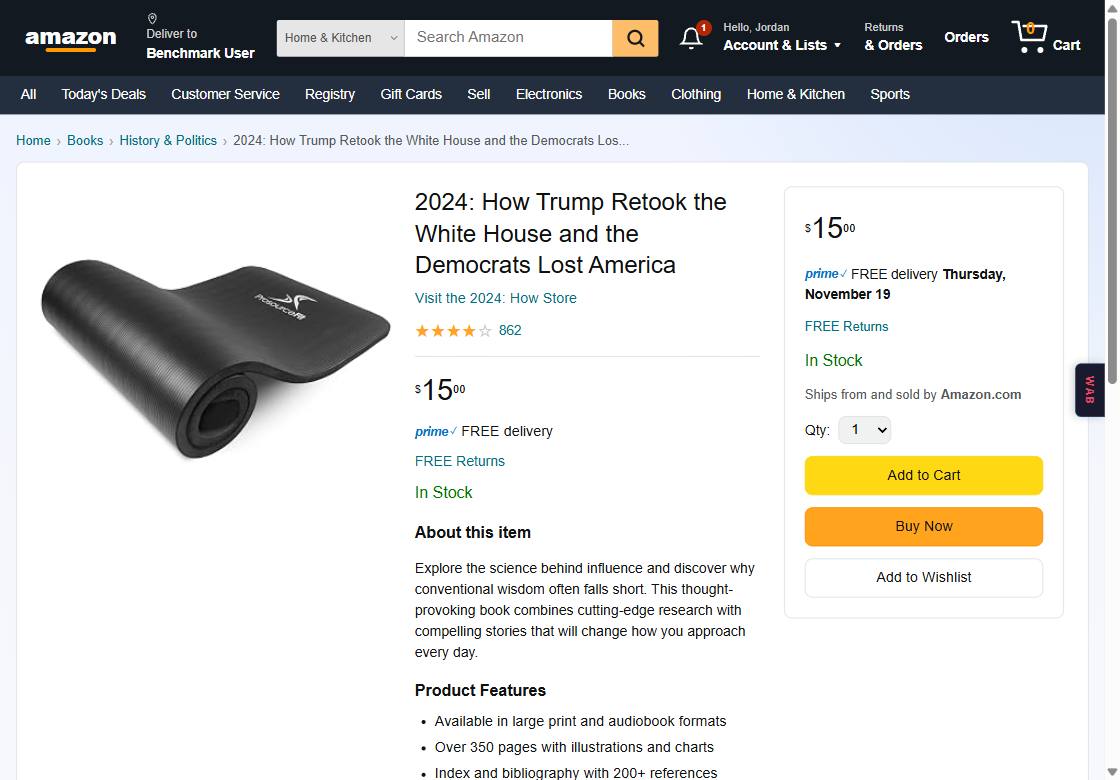 amazon
Deliver to
Benchmark User
Home & Kitchen
Search Amazon
1
Hello, Jordan
Account & Lists
Returns
& Orders
Orders
0
Cart
All
Today's Deals
Customer Service
Registry
Gift Cards
Sell
Electronics
Books
Clothing
Home & Kitchen
Sports
Home › Books › History & Politics › 2024: How Trump Retook the White House and the Democrats Los...
ProsourceFit
2024: How Trump Retook the
White House and the
Democrats Lost America
Visit the 2024: How Store
862
$1500
prime✓ FREE delivery
FREE Returns
In Stock
About this item
Explore the science behind influence and discover why
conventional wisdom often falls short. This thought-
provoking book combines cutting-edge research with
compelling stories that will change how you approach
every day.
Product Features
• Available in large print and audiobook formats
• Over 350 pages with illustrations and charts
• Index and bibliography with 200+ references
$1500
prime✓ FREE delivery Thursday,
November 19
FREE Returns
In Stock
Ships from and sold by Amazon.com
Qty: 1
Add to Cart
Buy Now
Add to Wishlist
WAB